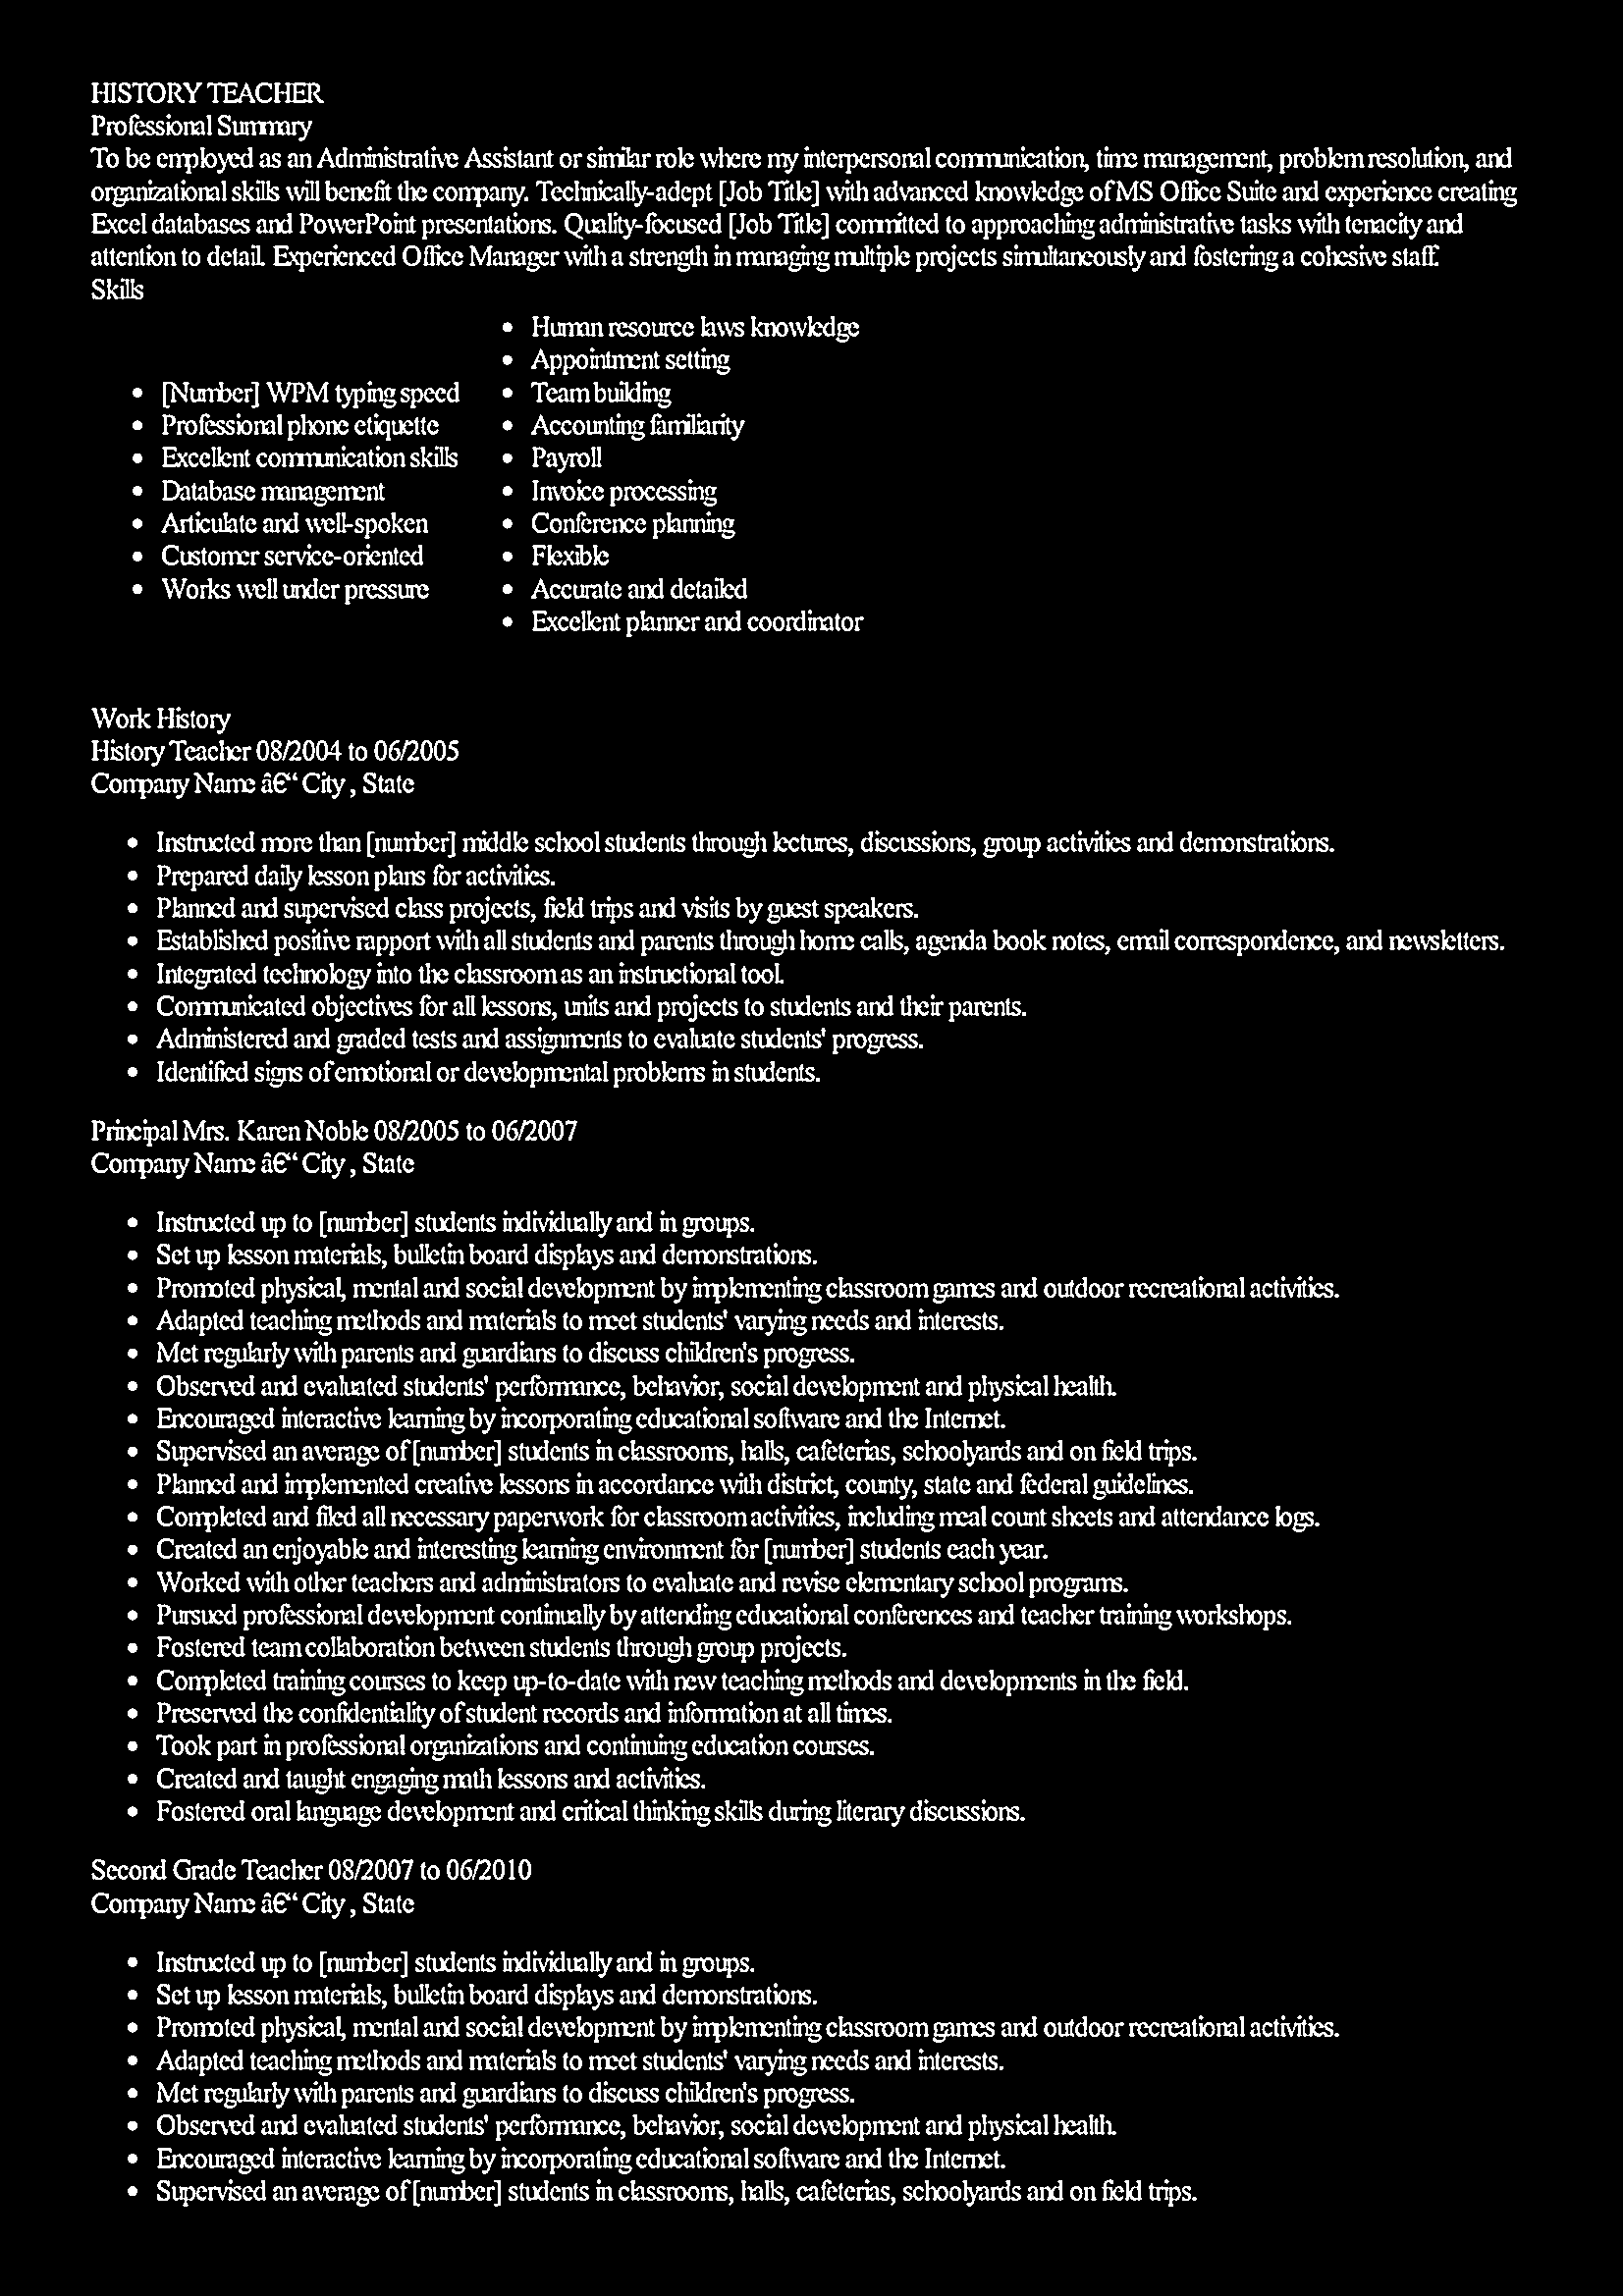 HISTORY TEACHER
Professional Summary
To be employed as an Administrative Assistant or similar role where my interpersonal communication, time management, problem resolution, and
organizational skills will benefit the company. Technically-adept [Job Title] with advanced knowledge of MS Office Suite and experience creating
Excel databases and PowerPoint presentations. Quality-focused [Job Title] committed to approaching administrative tasks with tenacity and
attention to detail. Experienced Office Manager with a strength in managing multiple projects simultaneously and fostering a cohesive staff.
Skills
• [Number] WPM typing speed
• Professional phone etiquette
• Excellent communication skills
• Database management
• Articulate and well-spoken
• Customer service-oriented
• Works well under pressure
• Human resource laws knowledge
• Appointment setting
• Team building
• Accounting familiarity
• Payroll
• Invoice processing
• Conference planning
• Flexible
• Accurate and detailed
• Excellent planner and coordinator
Work History
History Teacher 08/2004 to 06/2005
Company Name â€“ City , State
• Instructed more than [number] middle school students through lectures, discussions, group activities and demonstrations.
• Prepared daily lesson plans for activities.
• Planned and supervised class projects, field trips and visits by guest speakers.
• Established positive rapport with all students and parents through home calls, agenda book notes, email correspondence, and newsletters.
• Integrated technology into the classroom as an instructional tool.
• Communicated objectives for all lessons, units and projects to students and their parents.
• Administered and graded tests and assignments to evaluate students' progress.
• Identified signs of emotional or developmental problems in students.
Principal Mrs. Karen Noble 08/2005 to 06/2007
Company Name â€“ City , State
• Instructed up to [number] students individually and in groups.
• Set up lesson materials, bulletin board displays and demonstrations.
• Promoted physical, mental and social development by implementing classroom games and outdoor recreational activities.
• Adapted teaching methods and materials to meet students' varying needs and interests.
• Met regularly with parents and guardians to discuss children's progress.
• Observed and evaluated students' performance, behavior, social development and physical health.
• Encouraged interactive learning by incorporating educational software and the Internet.
• Supervised an average of [number] students in classrooms, halls, cafeterias, schoolyards and on field trips.
• Planned and implemented creative lessons in accordance with district, county, state and federal guidelines.
• Completed and filed all necessary paperwork for classroom activities, including meal count sheets and attendance logs.
• Created an enjoyable and interesting learning environment for [number] students each year.
• Worked with other teachers and administrators to evaluate and revise elementary school programs.
• Pursued professional development continually by attending educational conferences and teacher training workshops.
• Fostered team collaboration between students through group projects.
• Completed training courses to keep up-to-date with new teaching methods and developments in the field.
• Preserved the confidentiality of student records and information at all times.
• Took part in professional organizations and continuing education courses.
• Created and taught engaging math lessons and activities.
• Fostered oral language development and critical thinking skills during literary discussions.
Second Grade Teacher 08/2007 to 06/2010
Company Name â€“ City , State
• Instructed up to [number] students individually and in groups.
• Set up lesson materials, bulletin board displays and demonstrations.
• Promoted physical, mental and social development by implementing classroom games and outdoor recreational activities.
• Adapted teaching methods and materials to meet students' varying needs and interests.
• Met regularly with parents and guardians to discuss children's progress.
• Observed and evaluated students' performance, behavior, social development and physical health.
• Encouraged interactive learning by incorporating educational software and the Internet.
• Supervised an average of [number] students in classrooms, halls, cafeterias, schoolyards and on field trips.